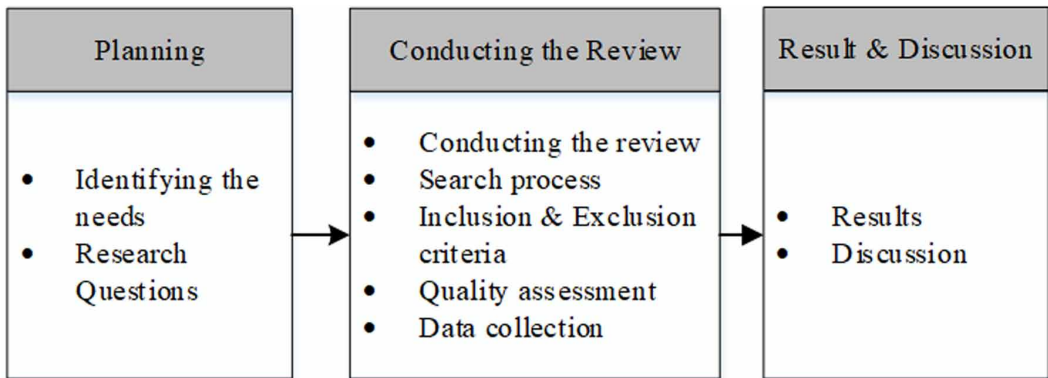 Planning
• Identifying the
needs
• Research
Questions
Conducting the Review
• Conducting the review
• Search process
• Inclusion & Exclusion
criteria
• Quality assessment
• Data collection
Result & Discussion
• Results
• Discussion